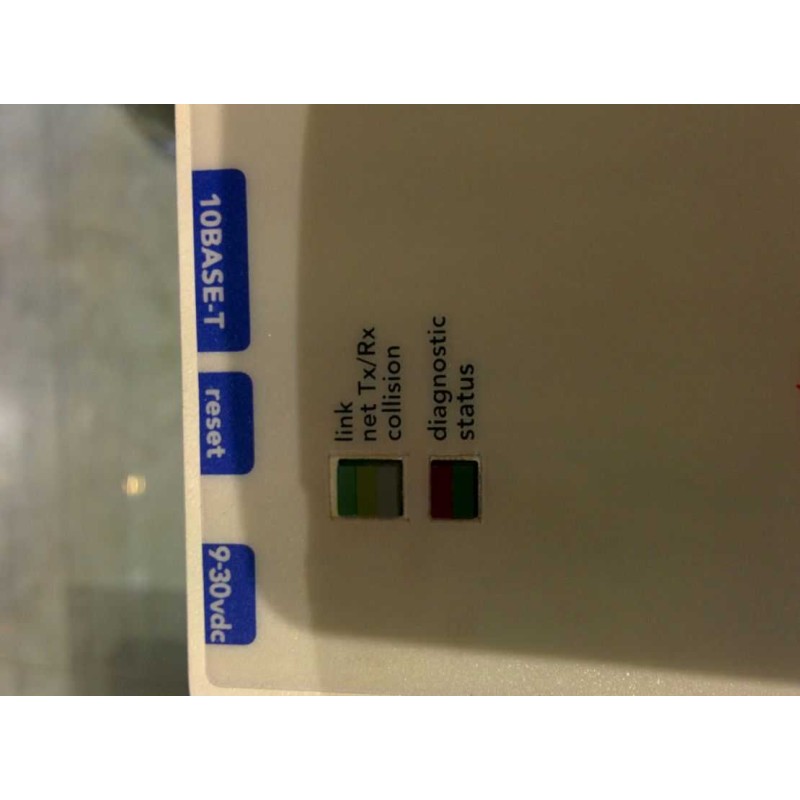 10BASE-T
reset
9-30vdc
link
net Tx/Rx
collision
diagnostic
status